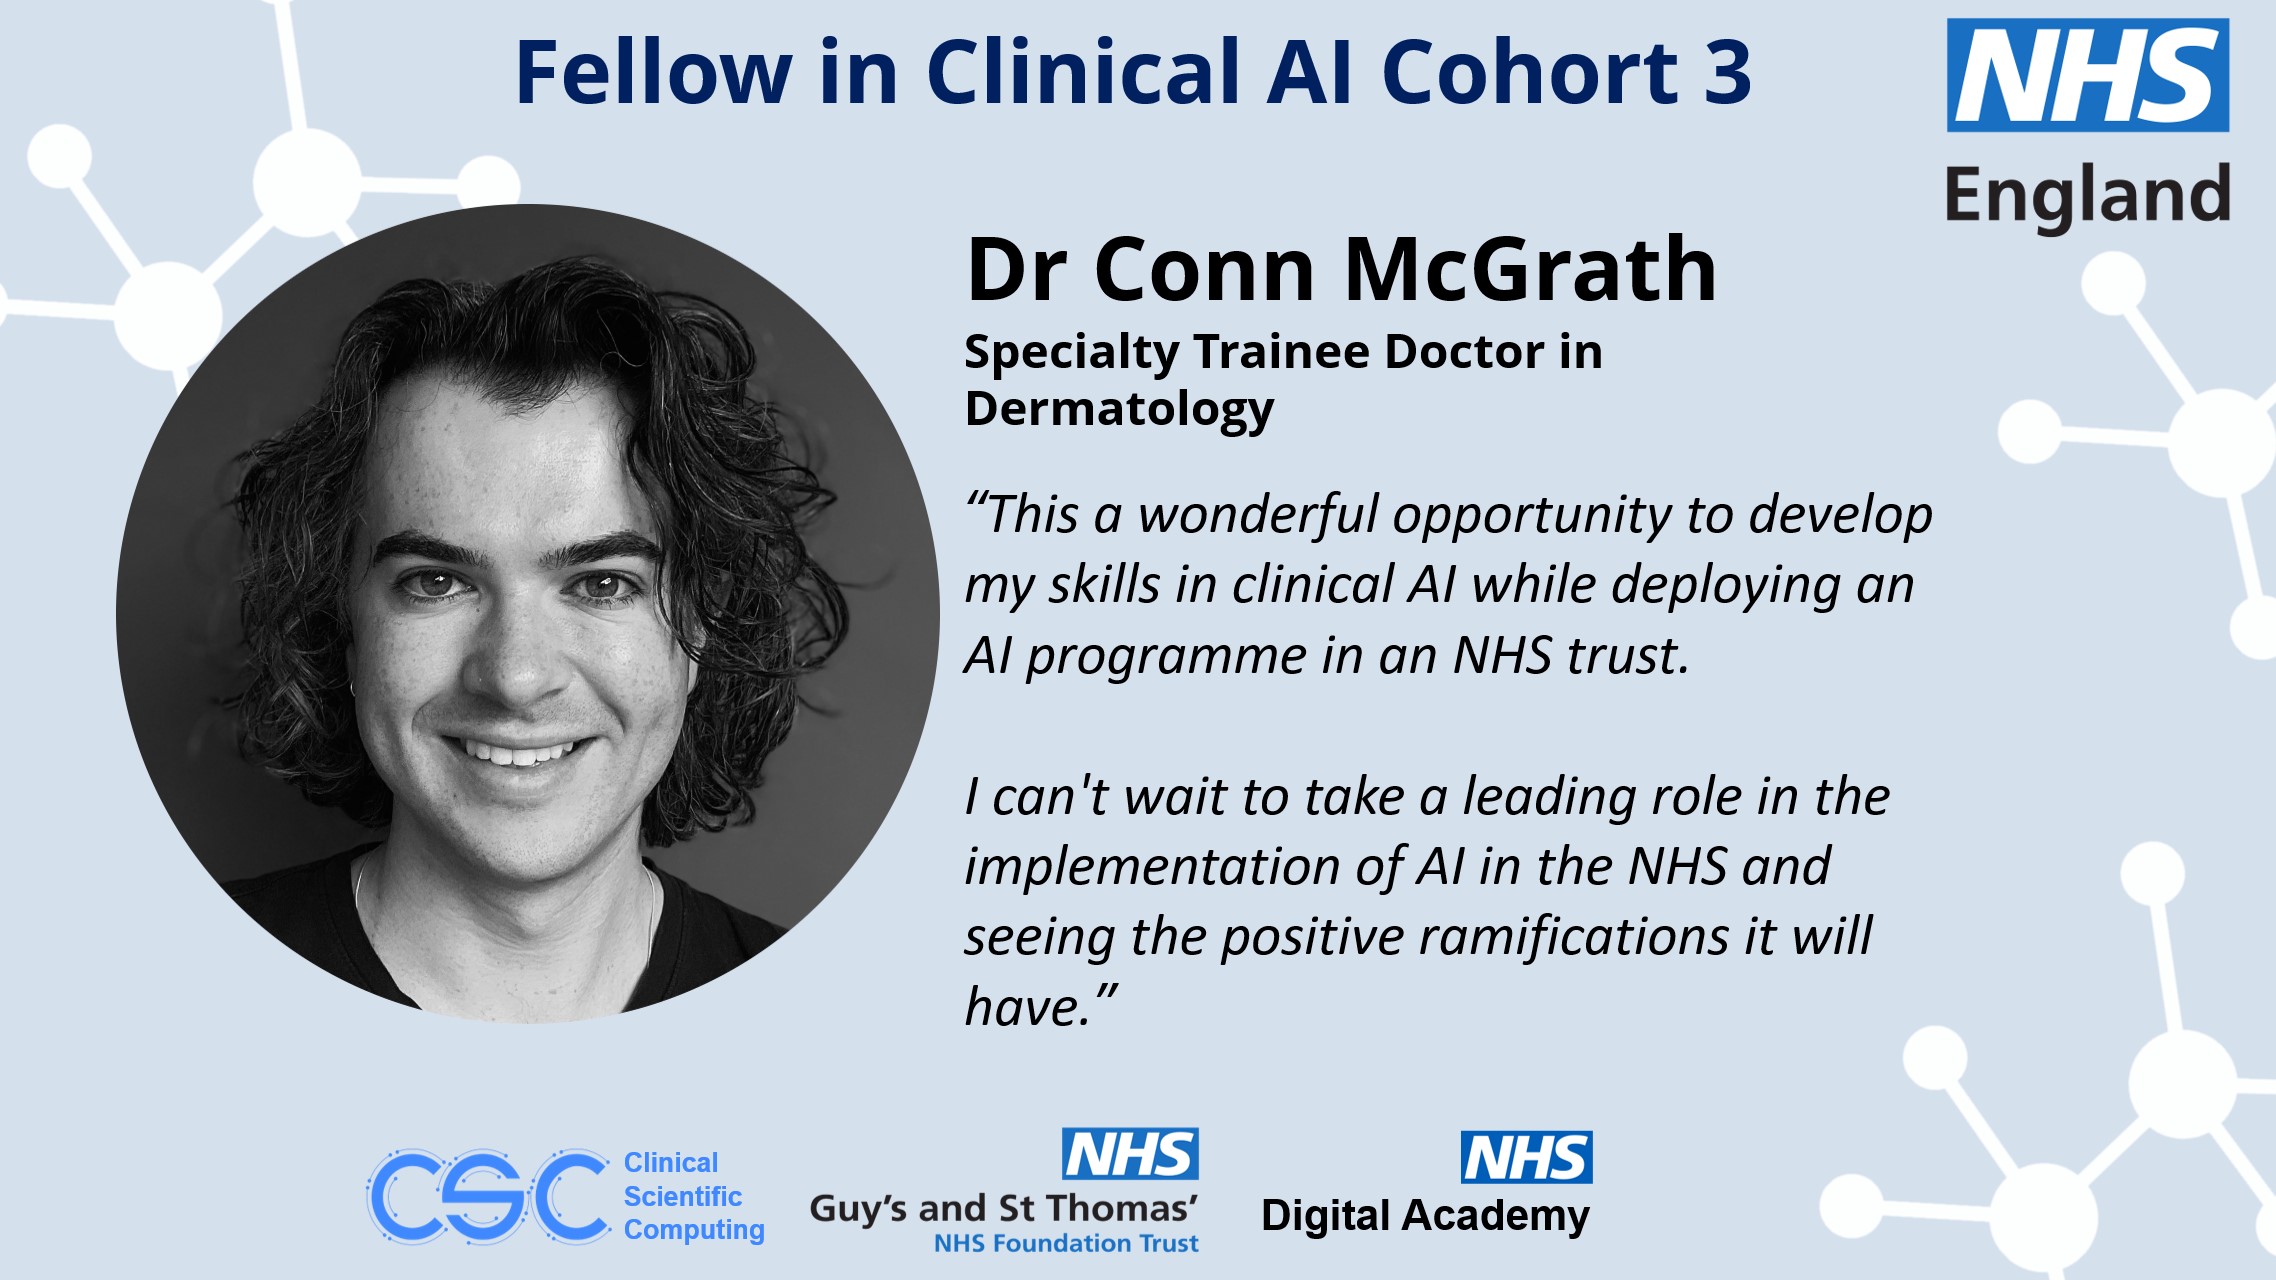 Fellow in Clinical AI Cohort 3
NHS
England
Dr Conn McGrath
Specialty Trainee Doctor in
Dermatology
“This a wonderful opportunity to develop
my skills in clinical AI while deploying an
AI programme in an NHS trust.
I can't wait to take a leading role in the
implementation of AI in the NHS and
seeing the positive ramifications it will
have.”
CSC
Clinical
Scientific
Computing
NHS
Guy’s and St Thomas’
NHS Foundation Trust
NHS
Digital Academy